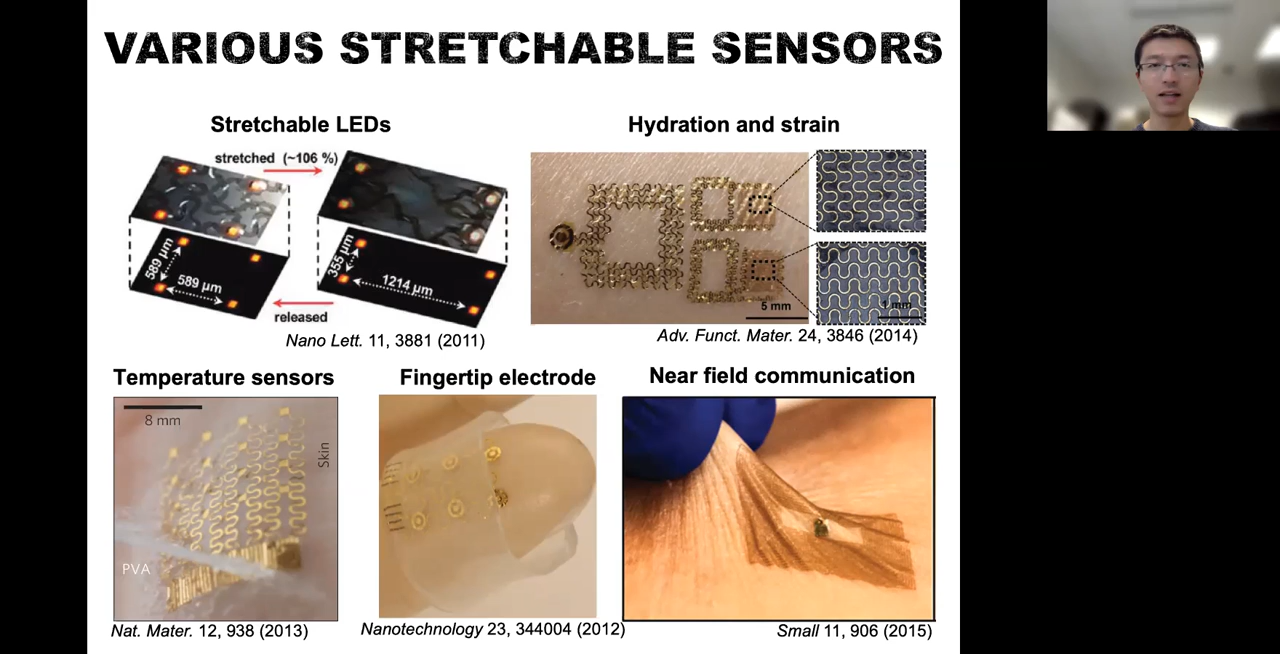 VARIOUS STRETCHABLE SENSORS
Stretchable LEDs
stretched (~106 %)
589 µm
589 µm
355 µm
1214 µm
released
Nano Lett. 11, 3881 (2011)
Hydration and strain
5 mm
1 mm
Adv. Funct. Mater. 24, 3846 (2014)
Temperature sensors
8 mm
Skin
PVA
Nat. Mater. 12, 938 (2013)
Fingertip electrode
Nanotechnology 23, 344004 (2012)
Near field communication
Small 11, 906 (2015)